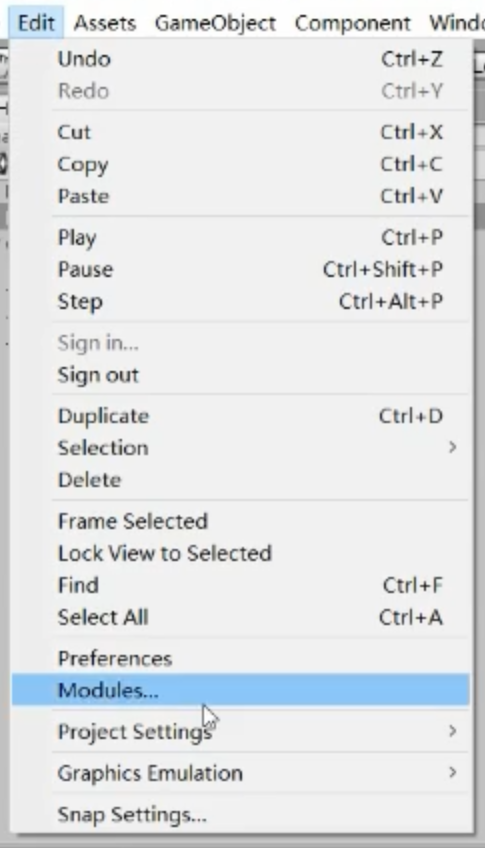 Edit Assets GameObject Component Windo
Undo Ctrl+Z
Redo Ctrl+Y
Cut Ctrl+X
Copy Ctrl+C
Paste Ctrl+V
Play Ctrl+P
Pause Ctrl+Shift+P
Step Ctrl+Alt+P
Sign in...
Sign out
Duplicate Ctrl+D
Selection
Delete
Frame Selected
Lock View to Selected
Find Ctrl+F
Select All Ctrl+A
Preferences
Modules...
Project Settings
Graphics Emulation
Snap Settings...